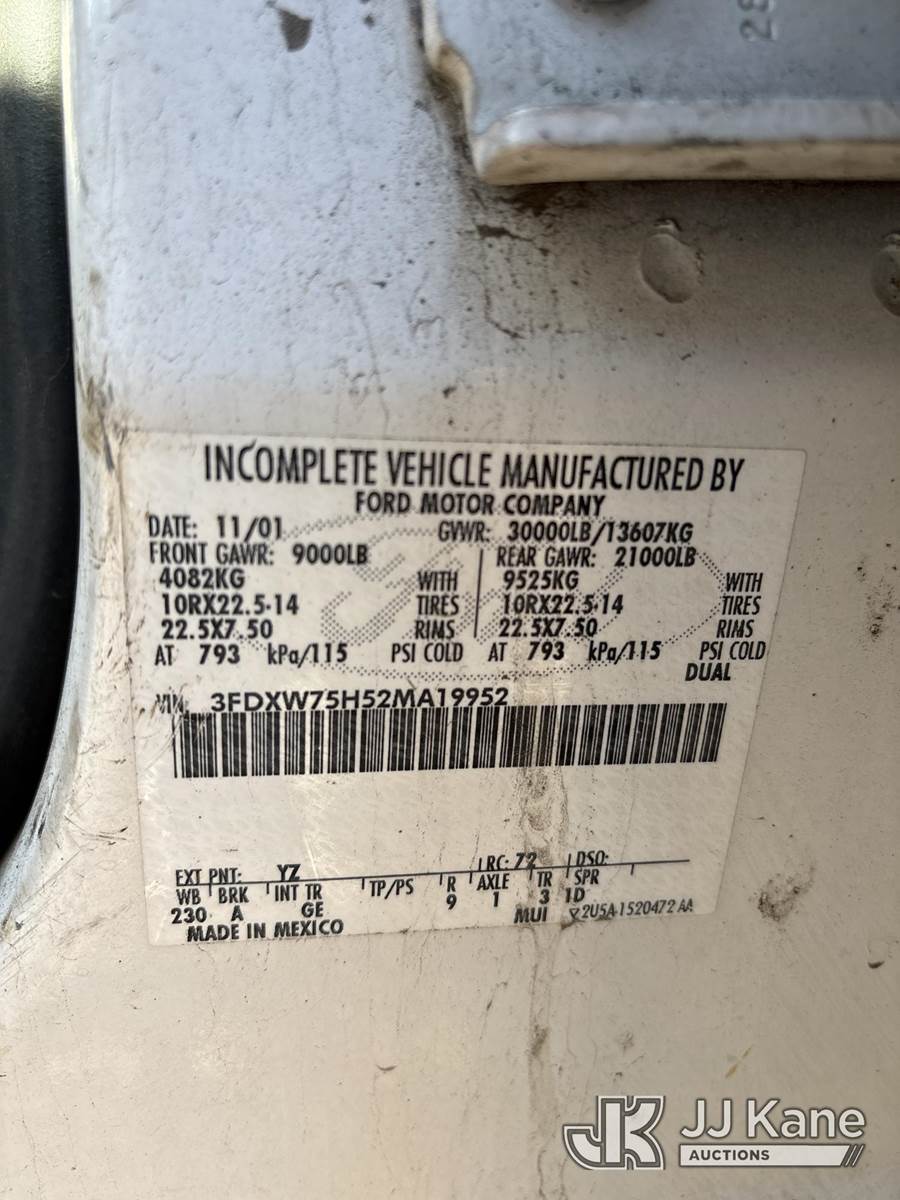 28
INCOMPLETE VEHICLE MANUFACTURED BY
FORD MOTOR COMPANY
DATE: 11/01 GVWR: 30000LB/13607KG
FRONT GAWR: 9000LB REAR GAWR: 21000LB
4082KG WITH 9525KG WITH
10RX22.5-14 TIRES 10RX22.5-14 TIRES
22.5X7.50 RIMS 22.5X7.50 RIMS
AT 793 kPa/115 PSI COLD AT 793 kPa/115 PSI COLD
DUAL
VIN: 3FDXW75H52MA19952
EXT PNT: YZ RC: 72 DSO:
WB BRK INT TR TP/PS R AXLE TR SPR
230 A GE 9 1 3 1D
MADE IN MEXICO MUI 2U5A-1520472 AA
JK JJ Kane
AUCTIONS